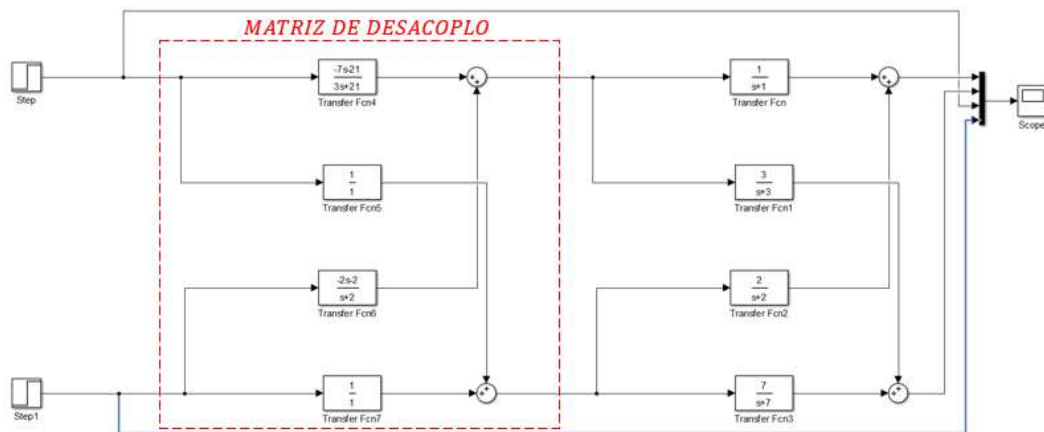 MATRIZ DE DESACOPLO
Step
-7s-21
3s+21
Transfer Fcn4
1
s+1
Transfer Fcn
Scope
1
1
Transfer Fcn5
3
s+3
Transfer Fcn1
-2s-2
s+2
Transfer Fcn6
2
s+2
Transfer Fcn2
Step1
1
1
Transfer Fcn7
7
s+7
Transfer Fcn3